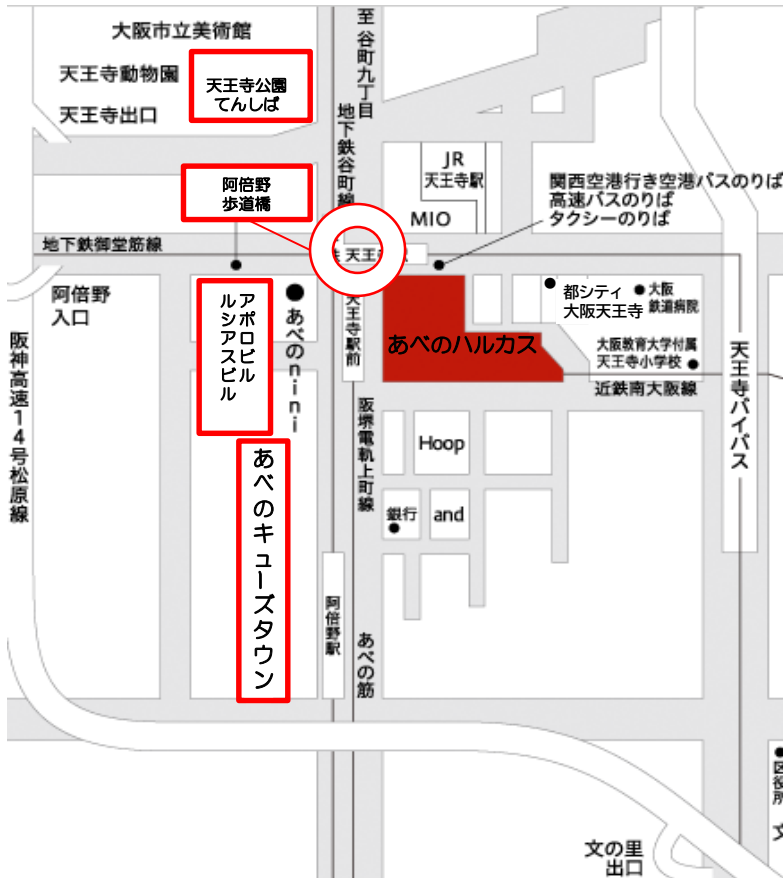 大阪市立美術館
天王寺動物園
天王寺公園
てんしば
天王寺出口
至 谷町九丁目
地下鉄谷町線
JR
天王寺駅
MIO
関西空港行き空港バスのりば
高速バスのりば
タクシーのりば
阿倍野
歩道橋
地下鉄御堂筋線
天王
阿倍野
入口
アポロビル
ルシアスビル
あべのnini
天王寺駅前
あべのハルカス
都シティ
大阪天王寺
大阪
鉄道病院
大阪教育大学付属
天王寺小学校
近鉄南大阪線
天王寺バイパス
阪神高速14号松原線
阪堺電軌上町線
Hoop
銀行
and
あべのキューズタウン
阿倍野駅
あべの筋
区役所
文の里
出口
文